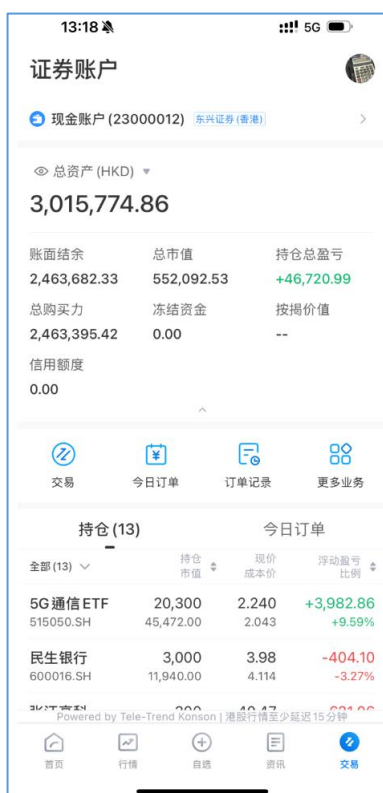 13:18 5G
证券账户
现金账户(23000012) 东兴证券(香港)
总资产(HKD)
3,015,774.86
账面结余 总市值 持仓总盈亏
2,463,682.33 552,092.53 +46,720.99
总购买力 冻结资金 按揭价值
2,463,395.42 0.00 --
信用额度
0.00
交易 今日订单 订单记录 更多业务
持仓(13) 今日订单
全部(13) 持仓 现价 浮动盈亏
市值 成本价 比例
5G通信ETF 20,300 2.240 +3,982.86
515050.SH 45,472.00 2.043 +9.59%
民生银行 3,000 3.98 -404.10
600016.SH 11,940.00 4.114 -3.27%
Powered by Tele-Trend Konson | 港股行情至少延迟15分钟
首页 行情 自选 资讯 交易